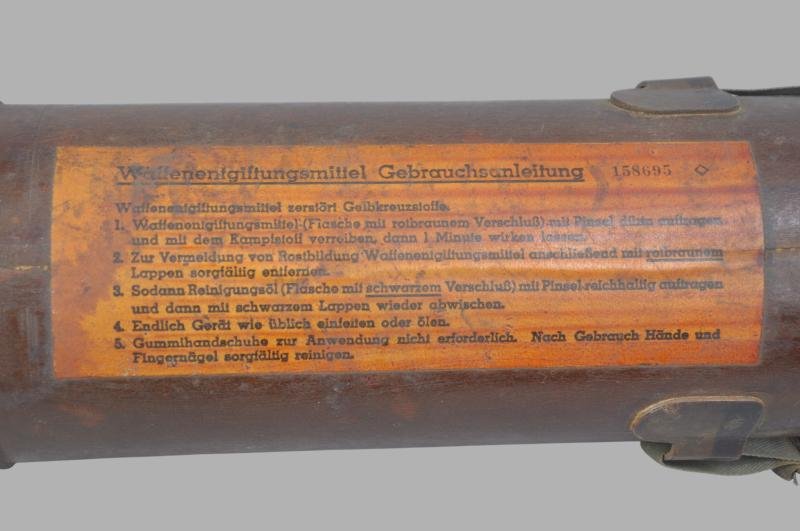 Waffenentgiftungsmittel Gebrauchsanleitung 158695
Waffenentgiftungsmittel zerstört Gelbkreuzstoffe.
1. Waffenentgiftungsmittel (Flasche mit rotbraunem Verschluß) mit Pinsel dünn auftragen
und mit dem Kampfstoff verreiben, dann 1 Minute wirken lassen.
2. Zur Vermeidung von Rostbildung Waffenentgiftungsmittel anschließend mit rotbraunem
Lappen sorgfältig entfernen.
3. Sodann Reinigungsöl (Flasche mit schwarzem Verschluß) mit Pinsel reichhaltig auftragen
und dann mit schwarzem Lappen wieder abwischen.
4. Endlich Gerät wie üblich einfetten oder ölen.
5. Gummihandschuhe zur Anwendung nicht erforderlich. Nach Gebrauch Hände und
Fingernägel sorgfältig reinigen.